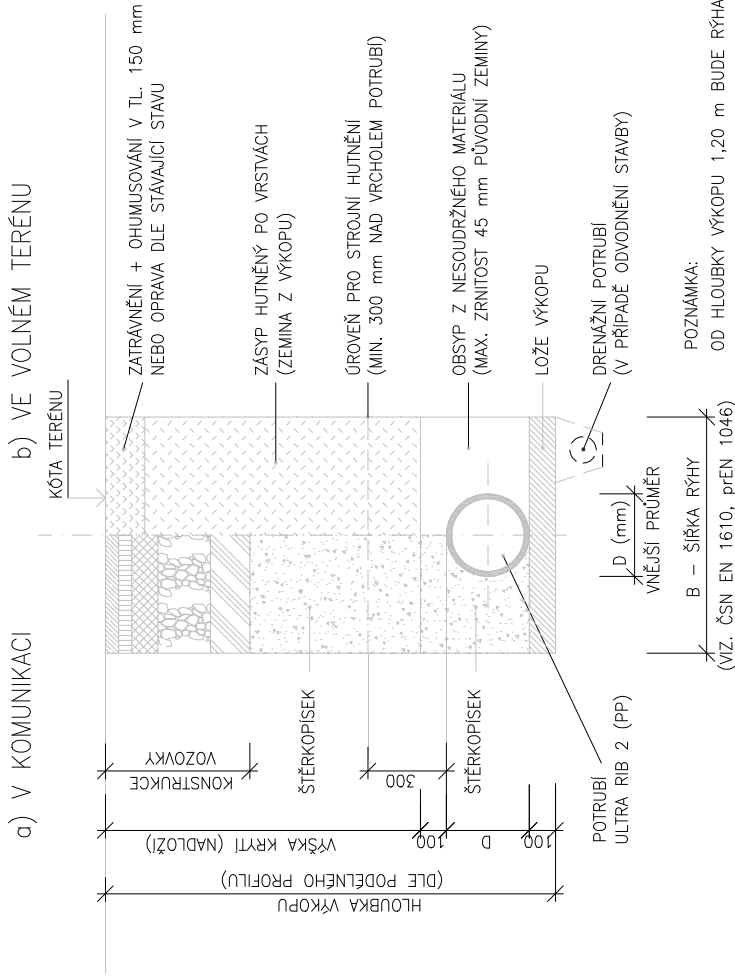 a) V KOMUNIKACI
b) VE VOLNÉM TERÉNU
KÓTA TERÉNU
ZATRÁVNĚNÍ + OHUMUSOVÁNÍ V TL. 150 mm
NEBO OPRAVA DLE STÁVAJÍCÍ STAVU
ZÁSYP HUTNĚNÝ PO VRSTVÁCH
(ZEMINA Z VÝKOPU)
ÚROVEŇ PRO STROJNÍ HUTNĚNÍ
(MIN. 300 mm NAD VRCHOLEM POTRUBÍ)
OBSYP Z NESOUDRŽNÉHO MATERIÁLU
(MAX. ZRNITOST 45 mm PŮVODNÍ ZEMINY)
LOŽE VÝKOPU
DRENÁŽNÍ POTRUBÍ
(V PŘÍPADĚ ODVODNĚNÍ STAVBY)
KONSTRUKCE
VOZOVKY
ŠTĚRKOPÍSEK
300
ŠTĚRKOPÍSEK
VÝŠKA KRYTÍ (NADLOŽÍ)
100
D
100
HLOUBKA VÝKOPU
(DLE PODÉLNÉHO PROFILU)
POTRUBÍ
ULTRA RIB 2 (PP)
D (mm)
VNĚJŠÍ PRŮMĚR
B – ŠÍŘKA RÝHY
(VIZ. ČSN EN 1610, prEN 1046)
POZNÁMKA:
OD HLOUBKY VÝKOPU 1,20 m BUDE RÝHA